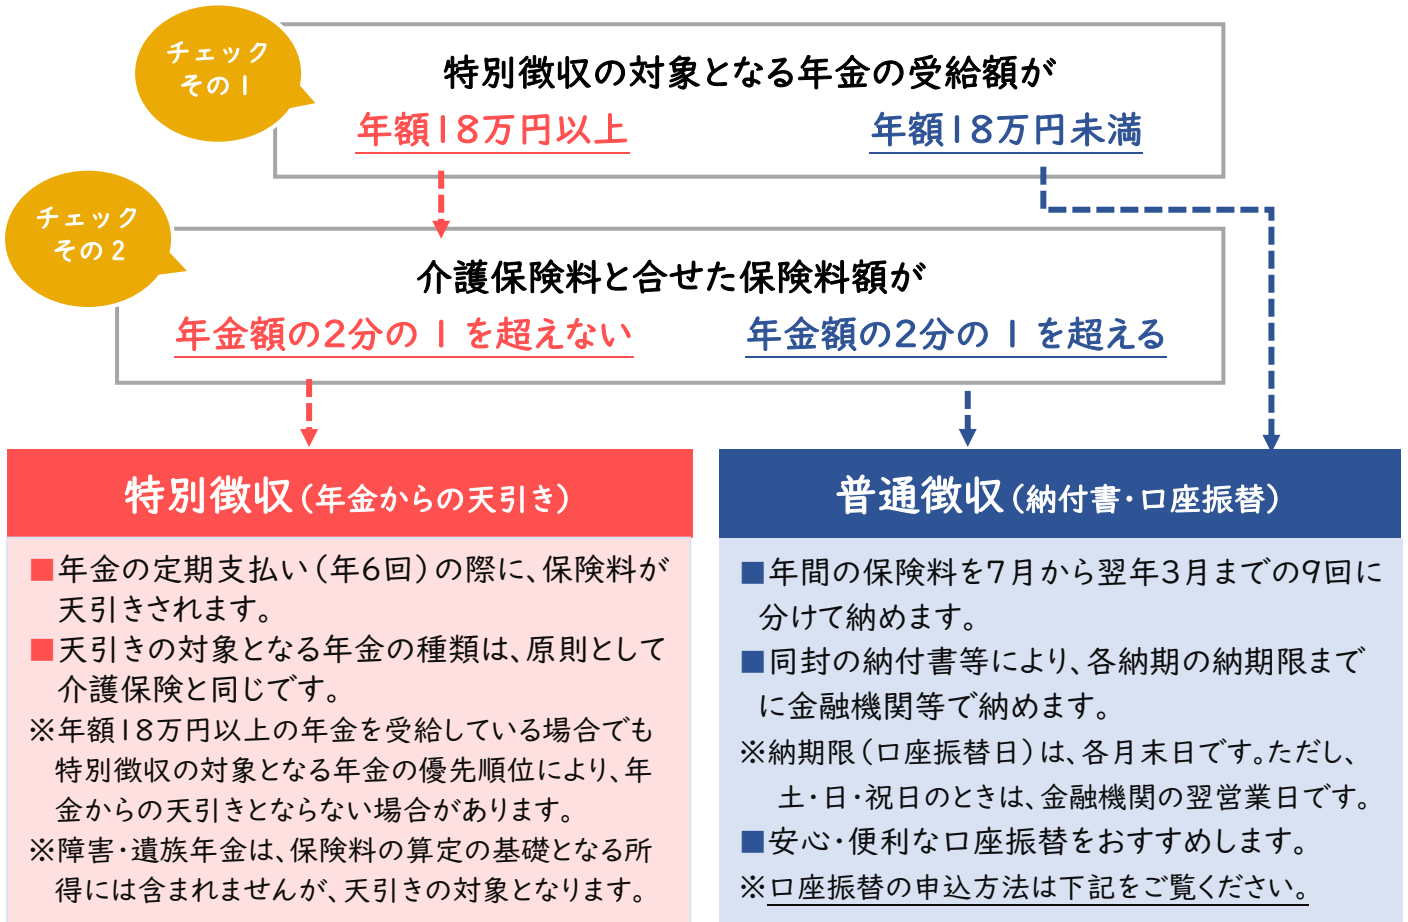 チェック
その1
特別徴収の対象となる年金の受給額が
年額18万円以上
年額18万円未満
チェック
その2
介護保険料と合せた保険料額が
年金額の2分の1を超えない
年金額の2分の1を超える
特別徴収(年金からの天引き)
■年金の定期支払い(年6回)の際に、保険料が
天引きされます。
■天引きの対象となる年金の種類は、原則として
介護保険と同じです。
※年額18万円以上の年金を受給している場合でも
特別徴収の対象となる年金の優先順位により、年
金からの天引きとならない場合があります。
※障害・遺族年金は、保険料の算定の基礎となる所
得には含まれませんが、天引きの対象となります。
普通徴収(納付書・口座振替)
■年間の保険料を7月から翌年3月までの9回に
分けて納めます。
■同封の納付書等により、各納期の納期限まで
に金融機関等で納めます。
※納期限(口座振替日)は、各月末日です。ただし、
土・日・祝日のときは、金融機関の翌営業日です。
■安心・便利な口座振替をおすすめします。
※口座振替の申込方法は下記をご覧ください。